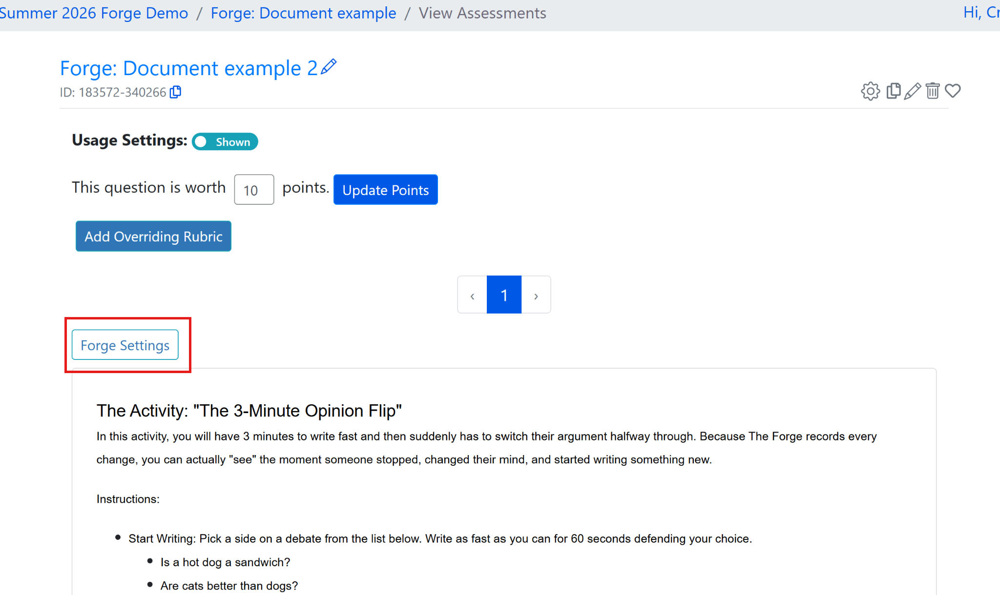 Summer 2026 Forge Demo / Forge: Document example / View Assessments
Hi,
Forge: Document example 2
ID: 183572-340266
Usage Settings: Shown
This question is worth 10 points. Update Points
Add Overriding Rubric
‹ 1 ›
Forge Settings
The Activity: "The 3-Minute Opinion Flip"
In this activity, you will have 3 minutes to write fast and then suddenly has to switch their argument halfway through. Because The Forge records every
change, you can actually "see" the moment someone stopped, changed their mind, and started writing something new.
Instructions:
• Start Writing: Pick a side on a debate from the list below. Write as fast as you can for 60 seconds defending your choice.
• Is a hot dog a sandwich?
• Are cats better than dogs?